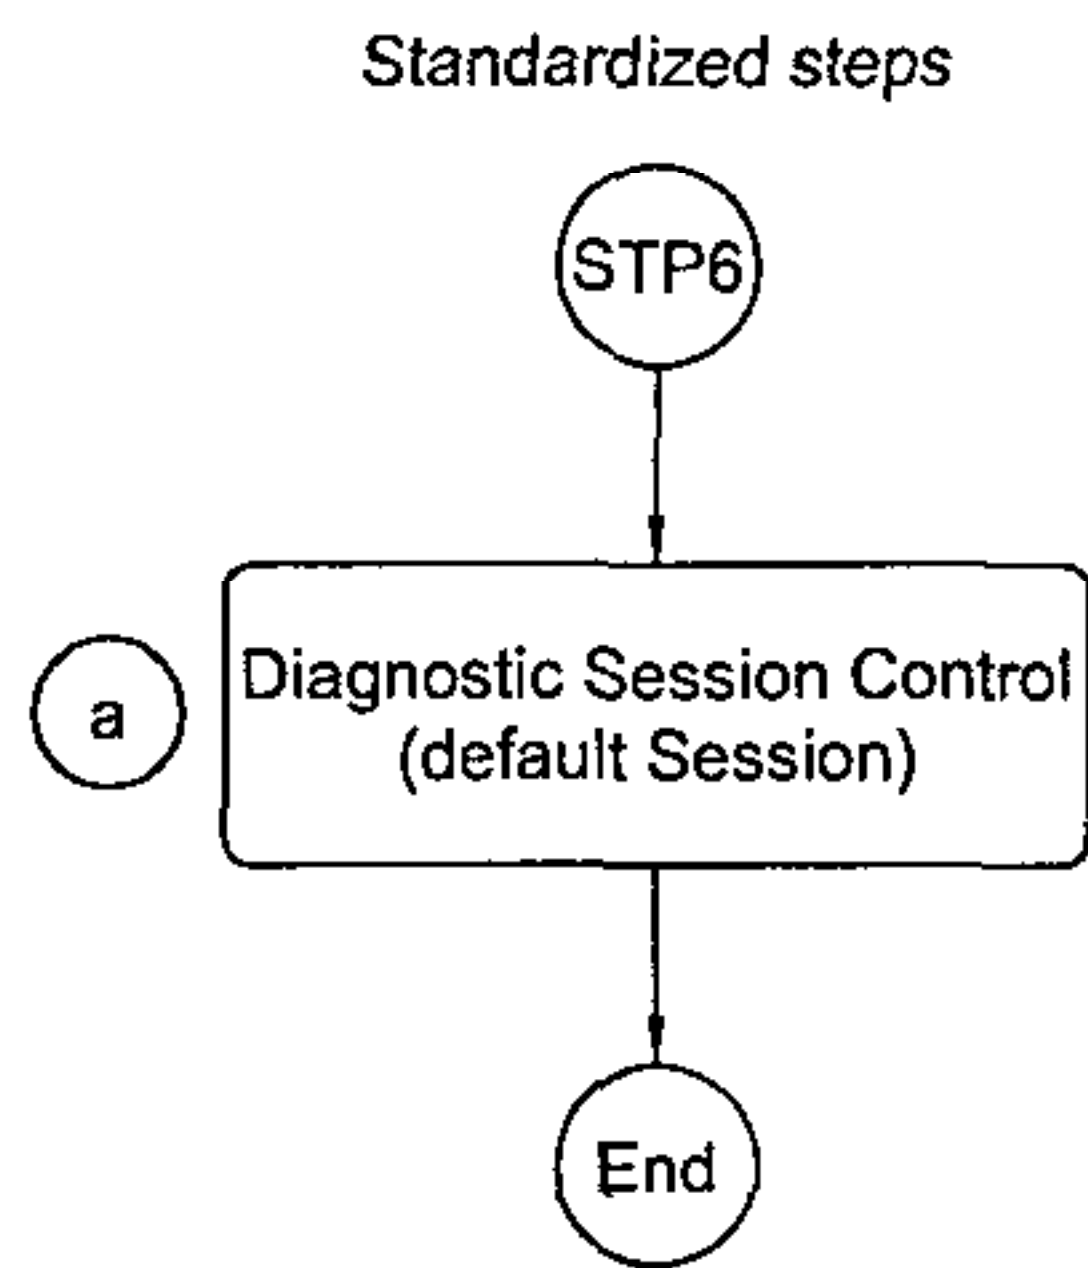 Standardized steps
STP6
a
Diagnostic Session Control
(default Session)
End